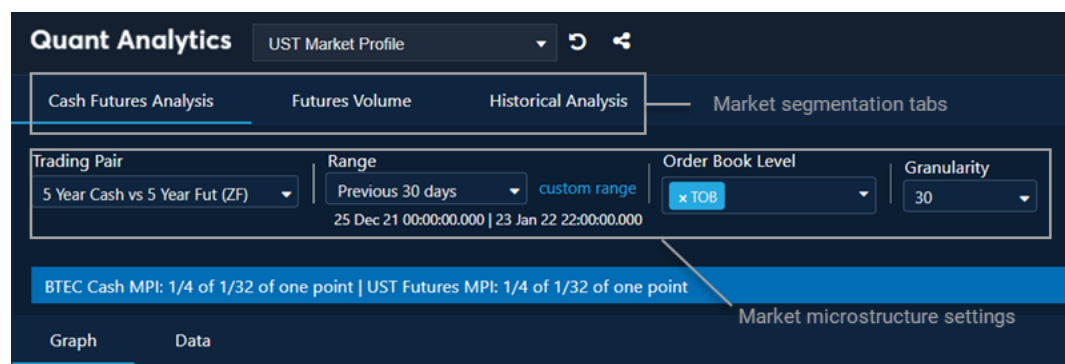 Quant Analytics UST Market Profile
Cash Futures Analysis Futures Volume Historical Analysis Market segmentation tabs
Trading Pair Range Order Book Level Granularity
5 Year Cash vs 5 Year Fut (ZF) Previous 30 days custom range × TOB 30
25 Dec 21 00:00:00.000 | 23 Jan 22 22:00:00.000
BTEC Cash MPI: 1/4 of 1/32 of one point | UST Futures MPI: 1/4 of 1/32 of one point
Market microstructure settings
Graph Data